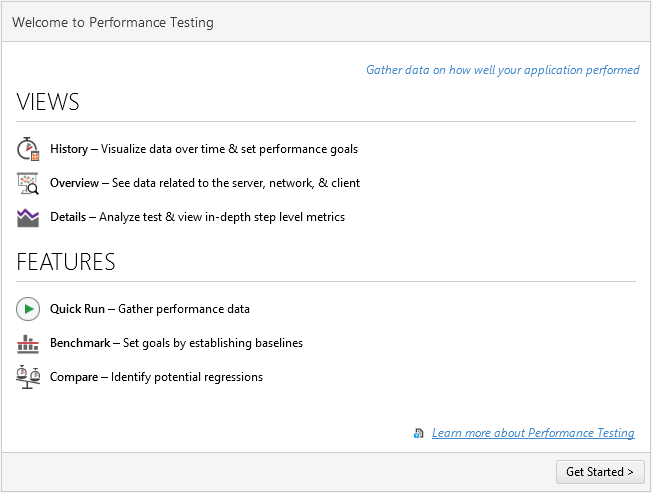 Welcome to Performance Testing
Gather data on how well your application performed
VIEWS
History – Visualize data over time & set performance goals
Overview – See data related to the server, network, & client
Details – Analyze test & view in-depth step level metrics
FEATURES
Quick Run – Gather performance data
Benchmark – Set goals by establishing baselines
Compare – Identify potential regressions
Learn more about Performance Testing
Get Started >